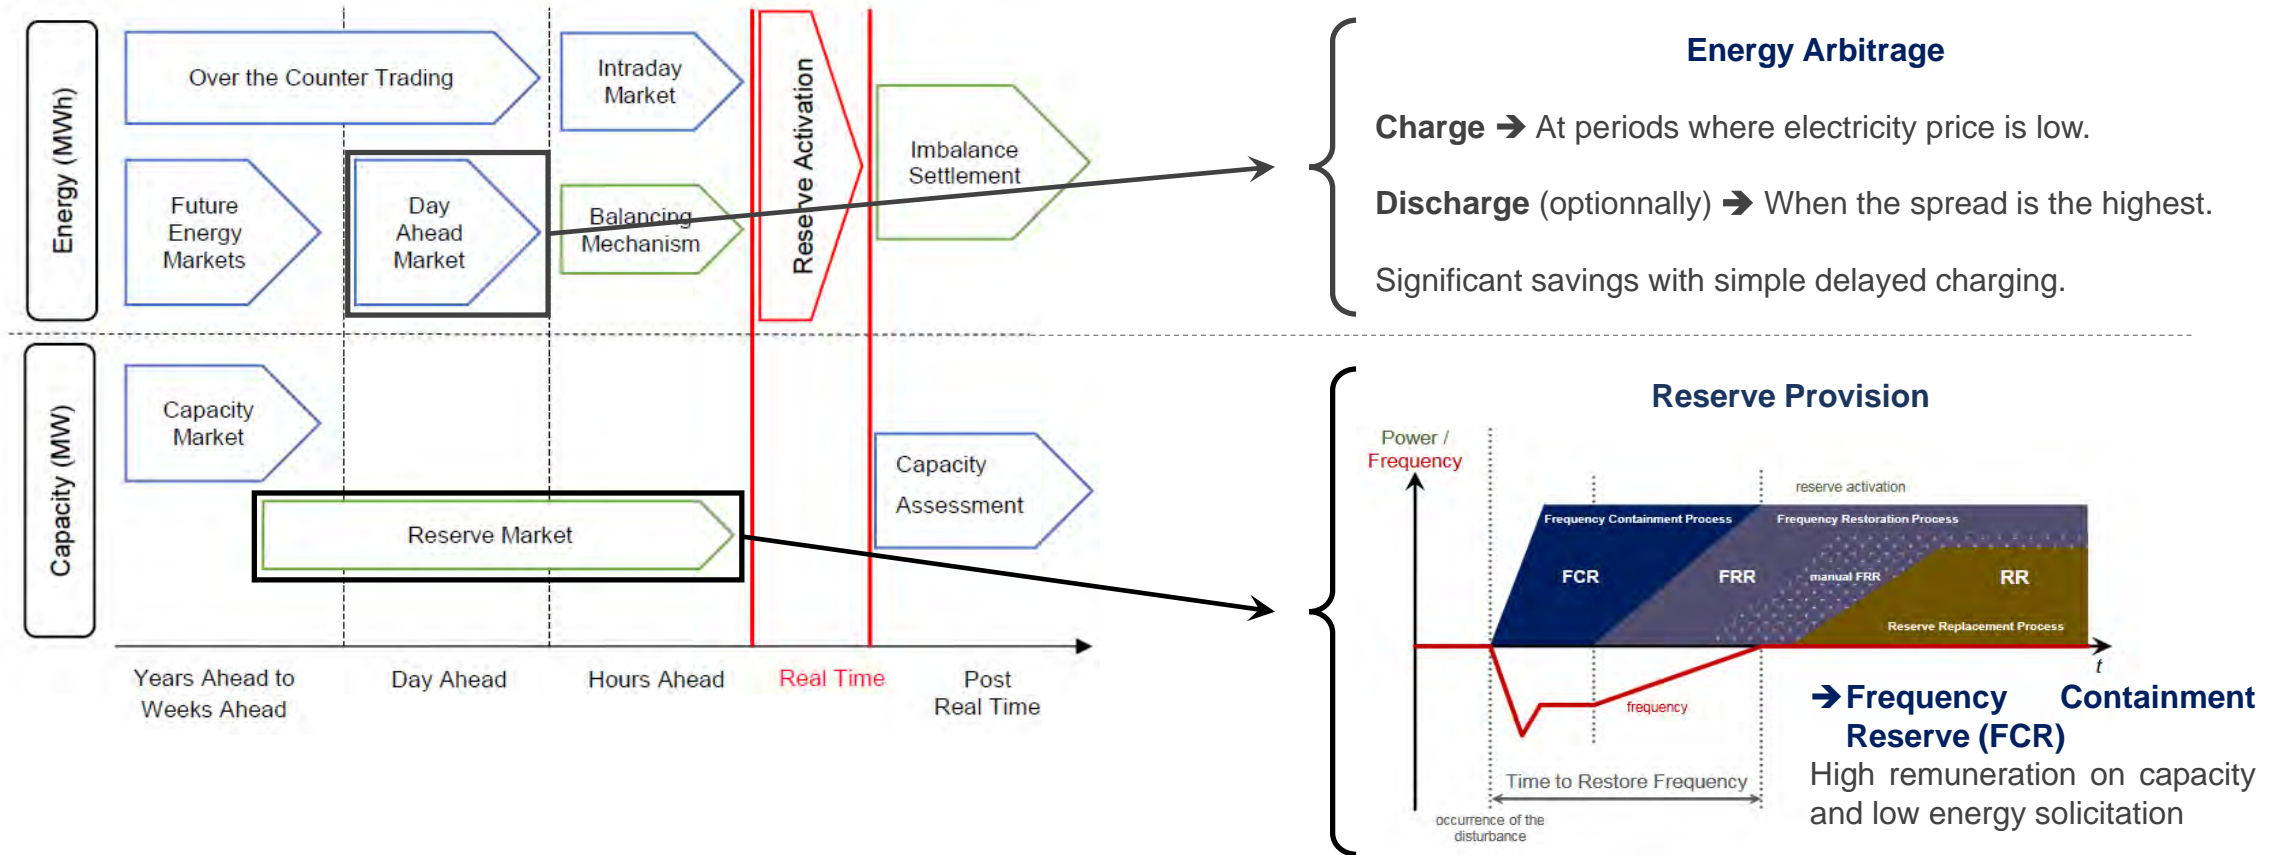 Energy (MWh)
Over the Counter Trading
Intraday
Market
Reserve Activation
Imbalance
Settlement
Future
Energy
Markets
Day
Ahead
Market
Balancing
Mechanism
Capacity (MW)
Capacity
Market
Reserve Market
Capacity
Assessment
Years Ahead to
Weeks Ahead
Day Ahead
Hours Ahead
Real Time
Post
Real Time
Energy Arbitrage
Charge ➔ At periods where electricity price is low.
Discharge (optionnally) ➔ When the spread is the highest.
Significant savings with simple delayed charging.
Reserve Provision
Power /
Frequency
reserve activation
Frequency Containment Process
Frequency Restoration Process
FCR
FRR
manual FRR
RR
Reserve Replacement Process
t
frequency
Time to Restore Frequency
occurrence of the
disturbance
➔ Frequency Containment
Reserve (FCR)
High remuneration on capacity
and low energy solicitation